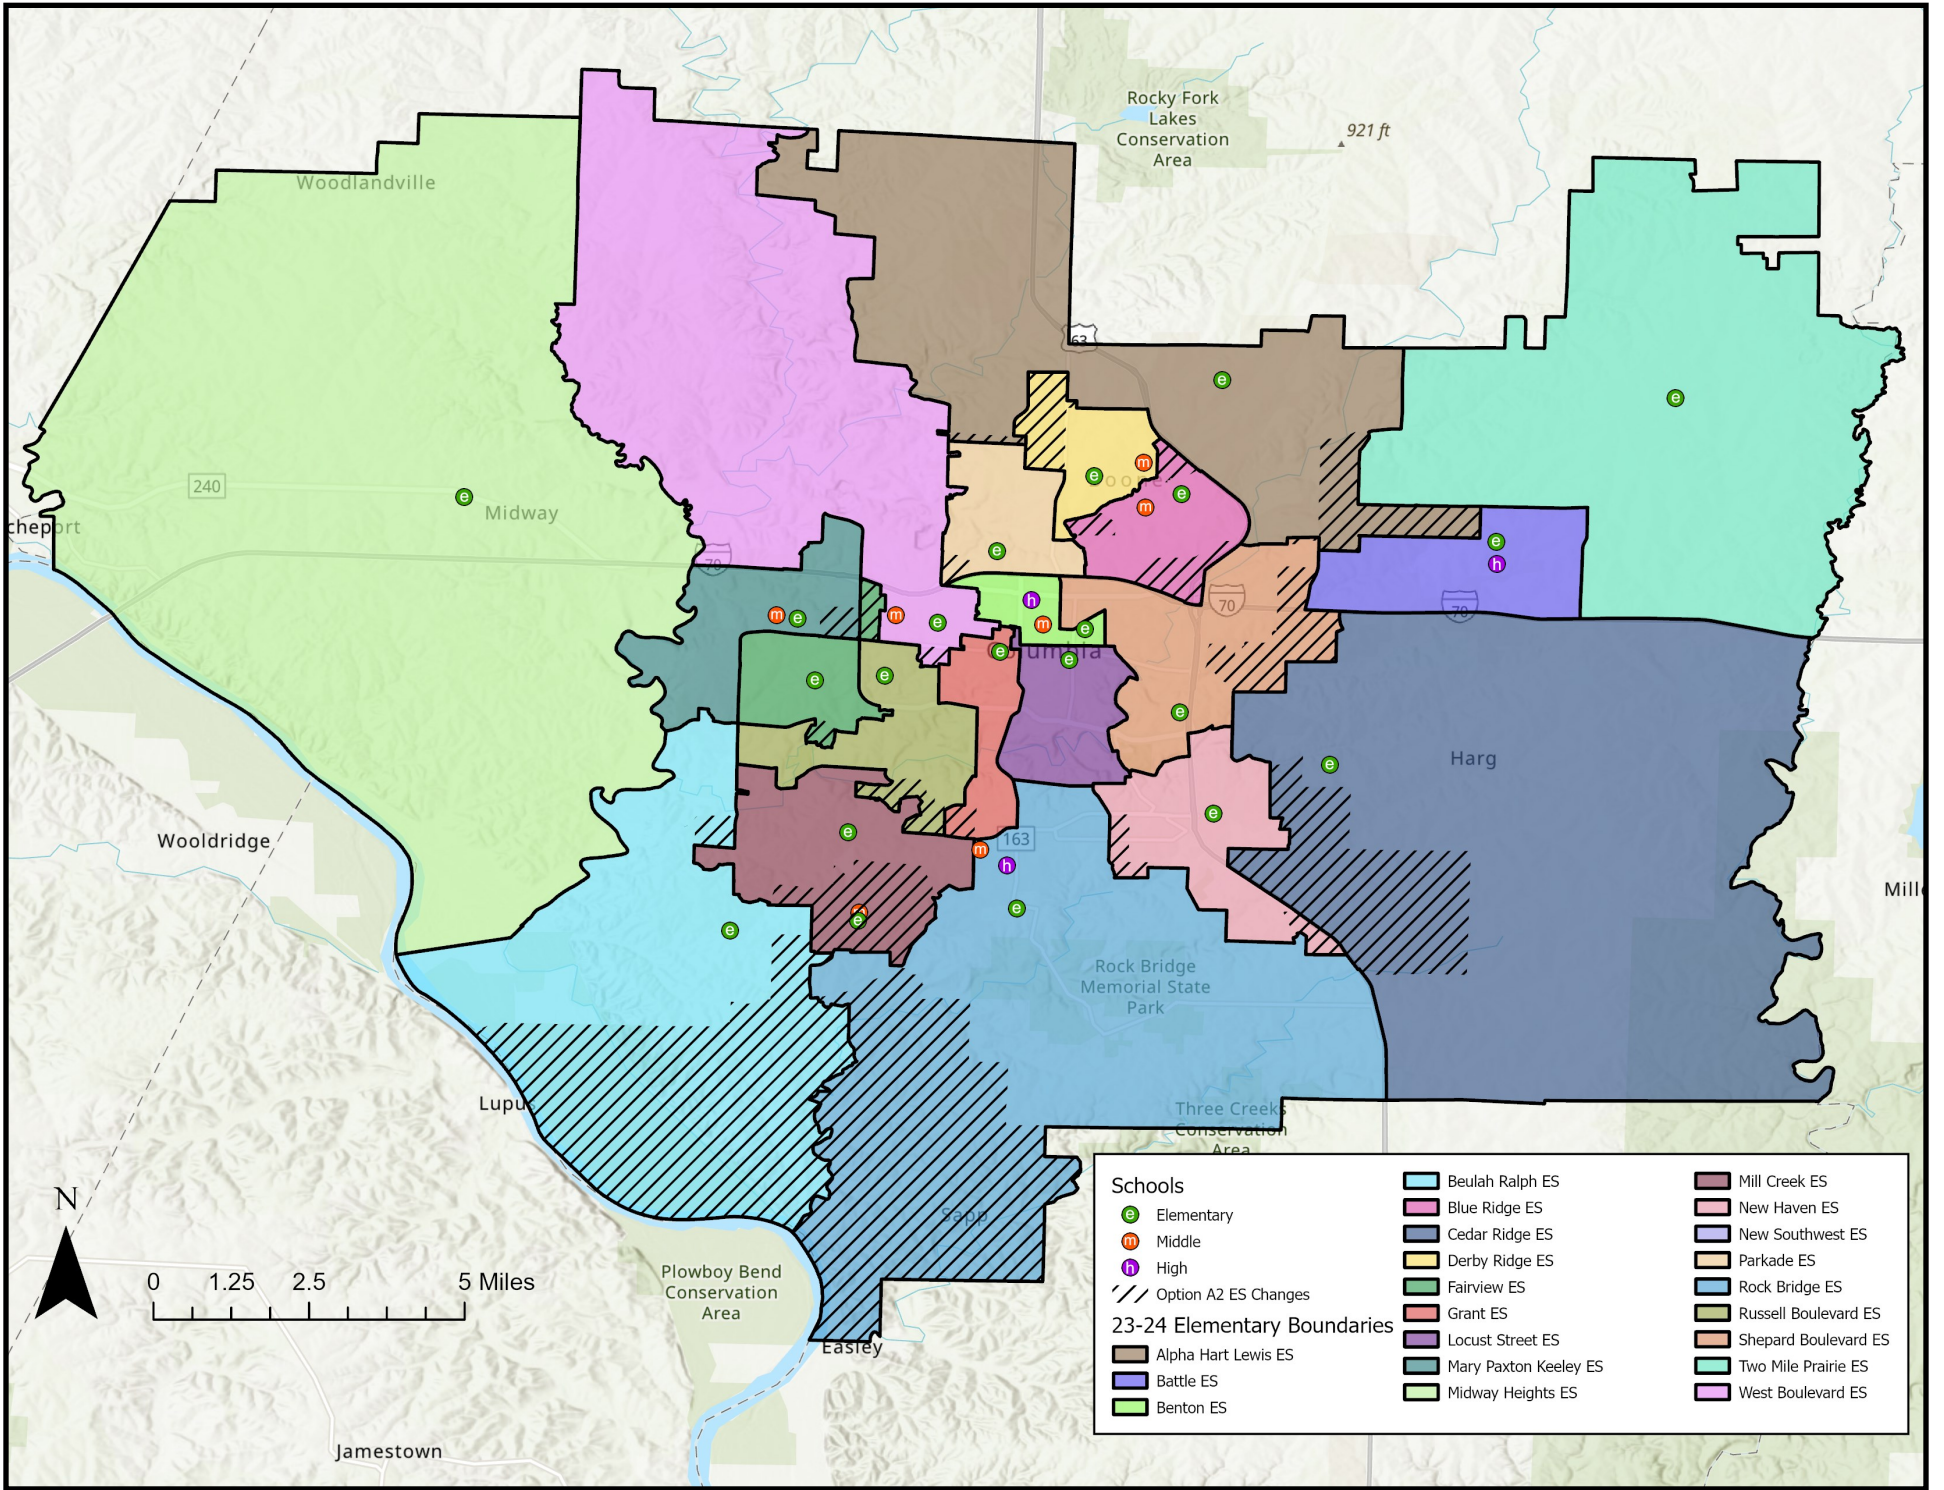 Rocky Fork
Lakes
Conservation
Area
921 ft
Woodlandville
63
240
Midway
cheport
70
70
70
Columbia
Harg
Wooldridge
163
Mille
Rock Bridge
Memorial State
Park
Lupus
Three Creeks
Conservation
Area
Sapp
N
0 1.25 2.5 5 Miles
Plowboy Bend
Conservation
Area
Easley
Jamestown
Schools
e Elementary
m Middle
h High
Option A2 ES Changes
23-24 Elementary Boundaries
Alpha Hart Lewis ES
Battle ES
Benton ES
Beulah Ralph ES
Blue Ridge ES
Cedar Ridge ES
Derby Ridge ES
Fairview ES
Grant ES
Locust Street ES
Mary Paxton Keeley ES
Midway Heights ES
Mill Creek ES
New Haven ES
New Southwest ES
Parkade ES
Rock Bridge ES
Russell Boulevard ES
Shepard Boulevard ES
Two Mile Prairie ES
West Boulevard ES